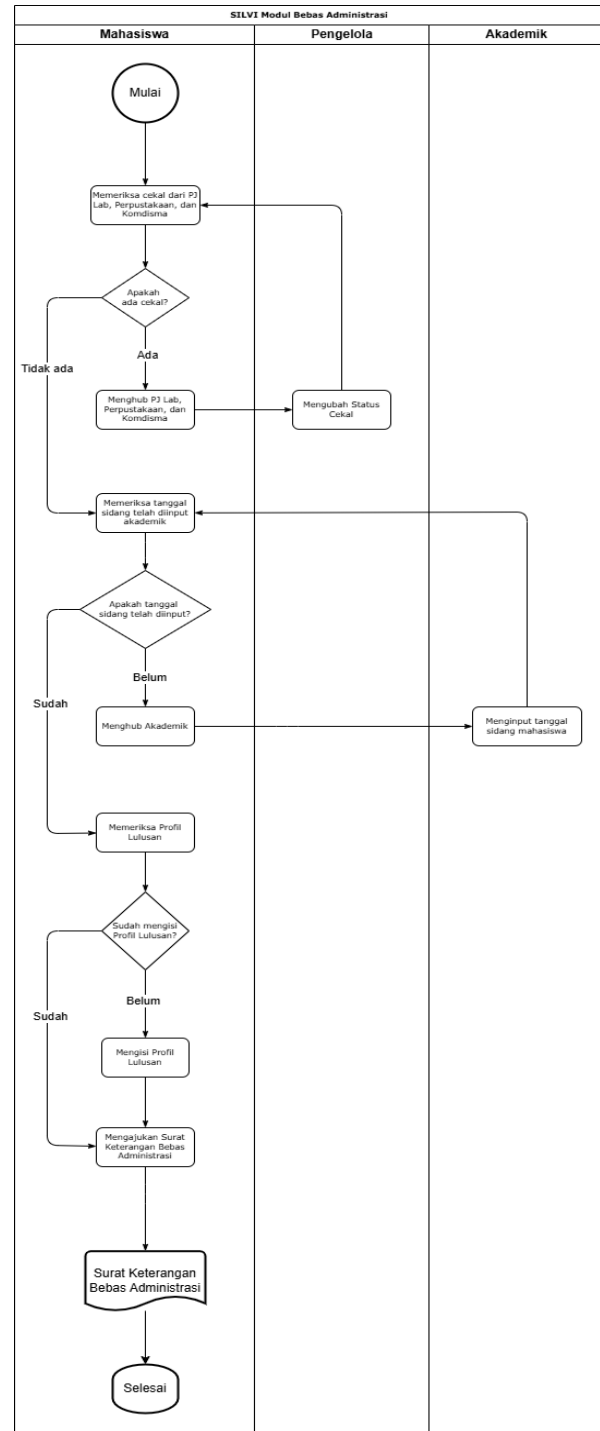 SILVI Modul Bebas Administrasi
Mahasiswa
Pengelola
Akademik
Mulai
Memeriksa cekal dari PJ
Lab, Perpustakaan, dan
Komdisma
Apakah
ada cekal?
Tidak ada
Ada
Menghub PJ Lab,
Perpustakaan, dan
Komdisma
Mengubah Status
Cekal
Memeriksa tanggal
sidang telah diinput
akademik
Apakah tanggal
sidang telah diinput?
Belum
Sudah
Menghub Akademik
Menginput tanggal
sidang mahasiswa
Memeriksa Profil
Lulusan
Sudah mengisi
Profil Lulusan?
Belum
Sudah
Mengisi Profil
Lulusan
Mengajukan Surat
Keterangan Bebas
Administrasi
Surat Keterangan
Bebas Administrasi
Selesai